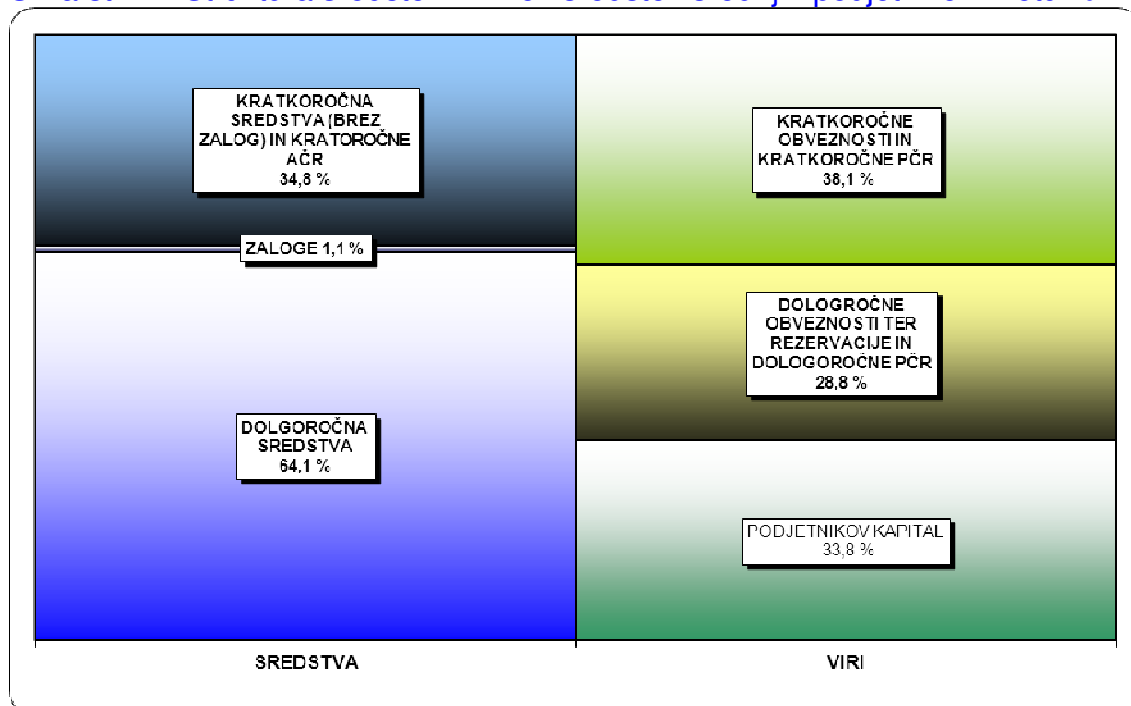 KRATKOROČNA
SREDSTVA (BREZ
ZALOG) IN KRATOROČNE
AČR
34,8 %
ZALOGE 1,1 %
DOLGOROČNA
SREDSTVA
64,1 %
KRATKOROČNE
OBVEZNOSTI IN
KRATKOROČNE PČR
38,1 %
DOLOGROČNE
OBVEZNOSTI TER
REZERVACIJE IN
DOLOGOROČNE PČR
28,8 %
PODJETNIKOV KAPITAL
33,8 %
SREDSTVA
VIRI